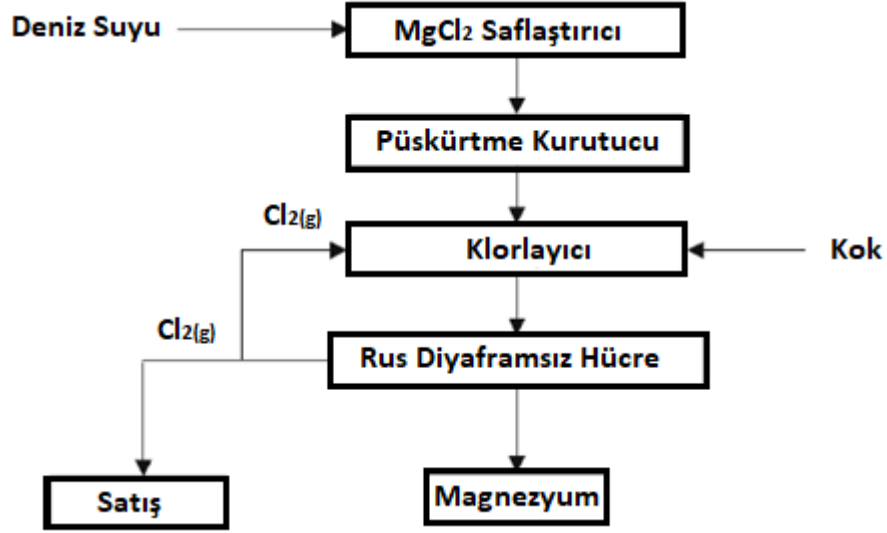 Deniz Suyu
MgCl2 Saflaştırıcı
Püskürtme Kurutucu
Cl2(g)
Klorlayıcı
Kok
Cl2(g)
Rus Diyaframsız Hücre
Satış
Magnezyum